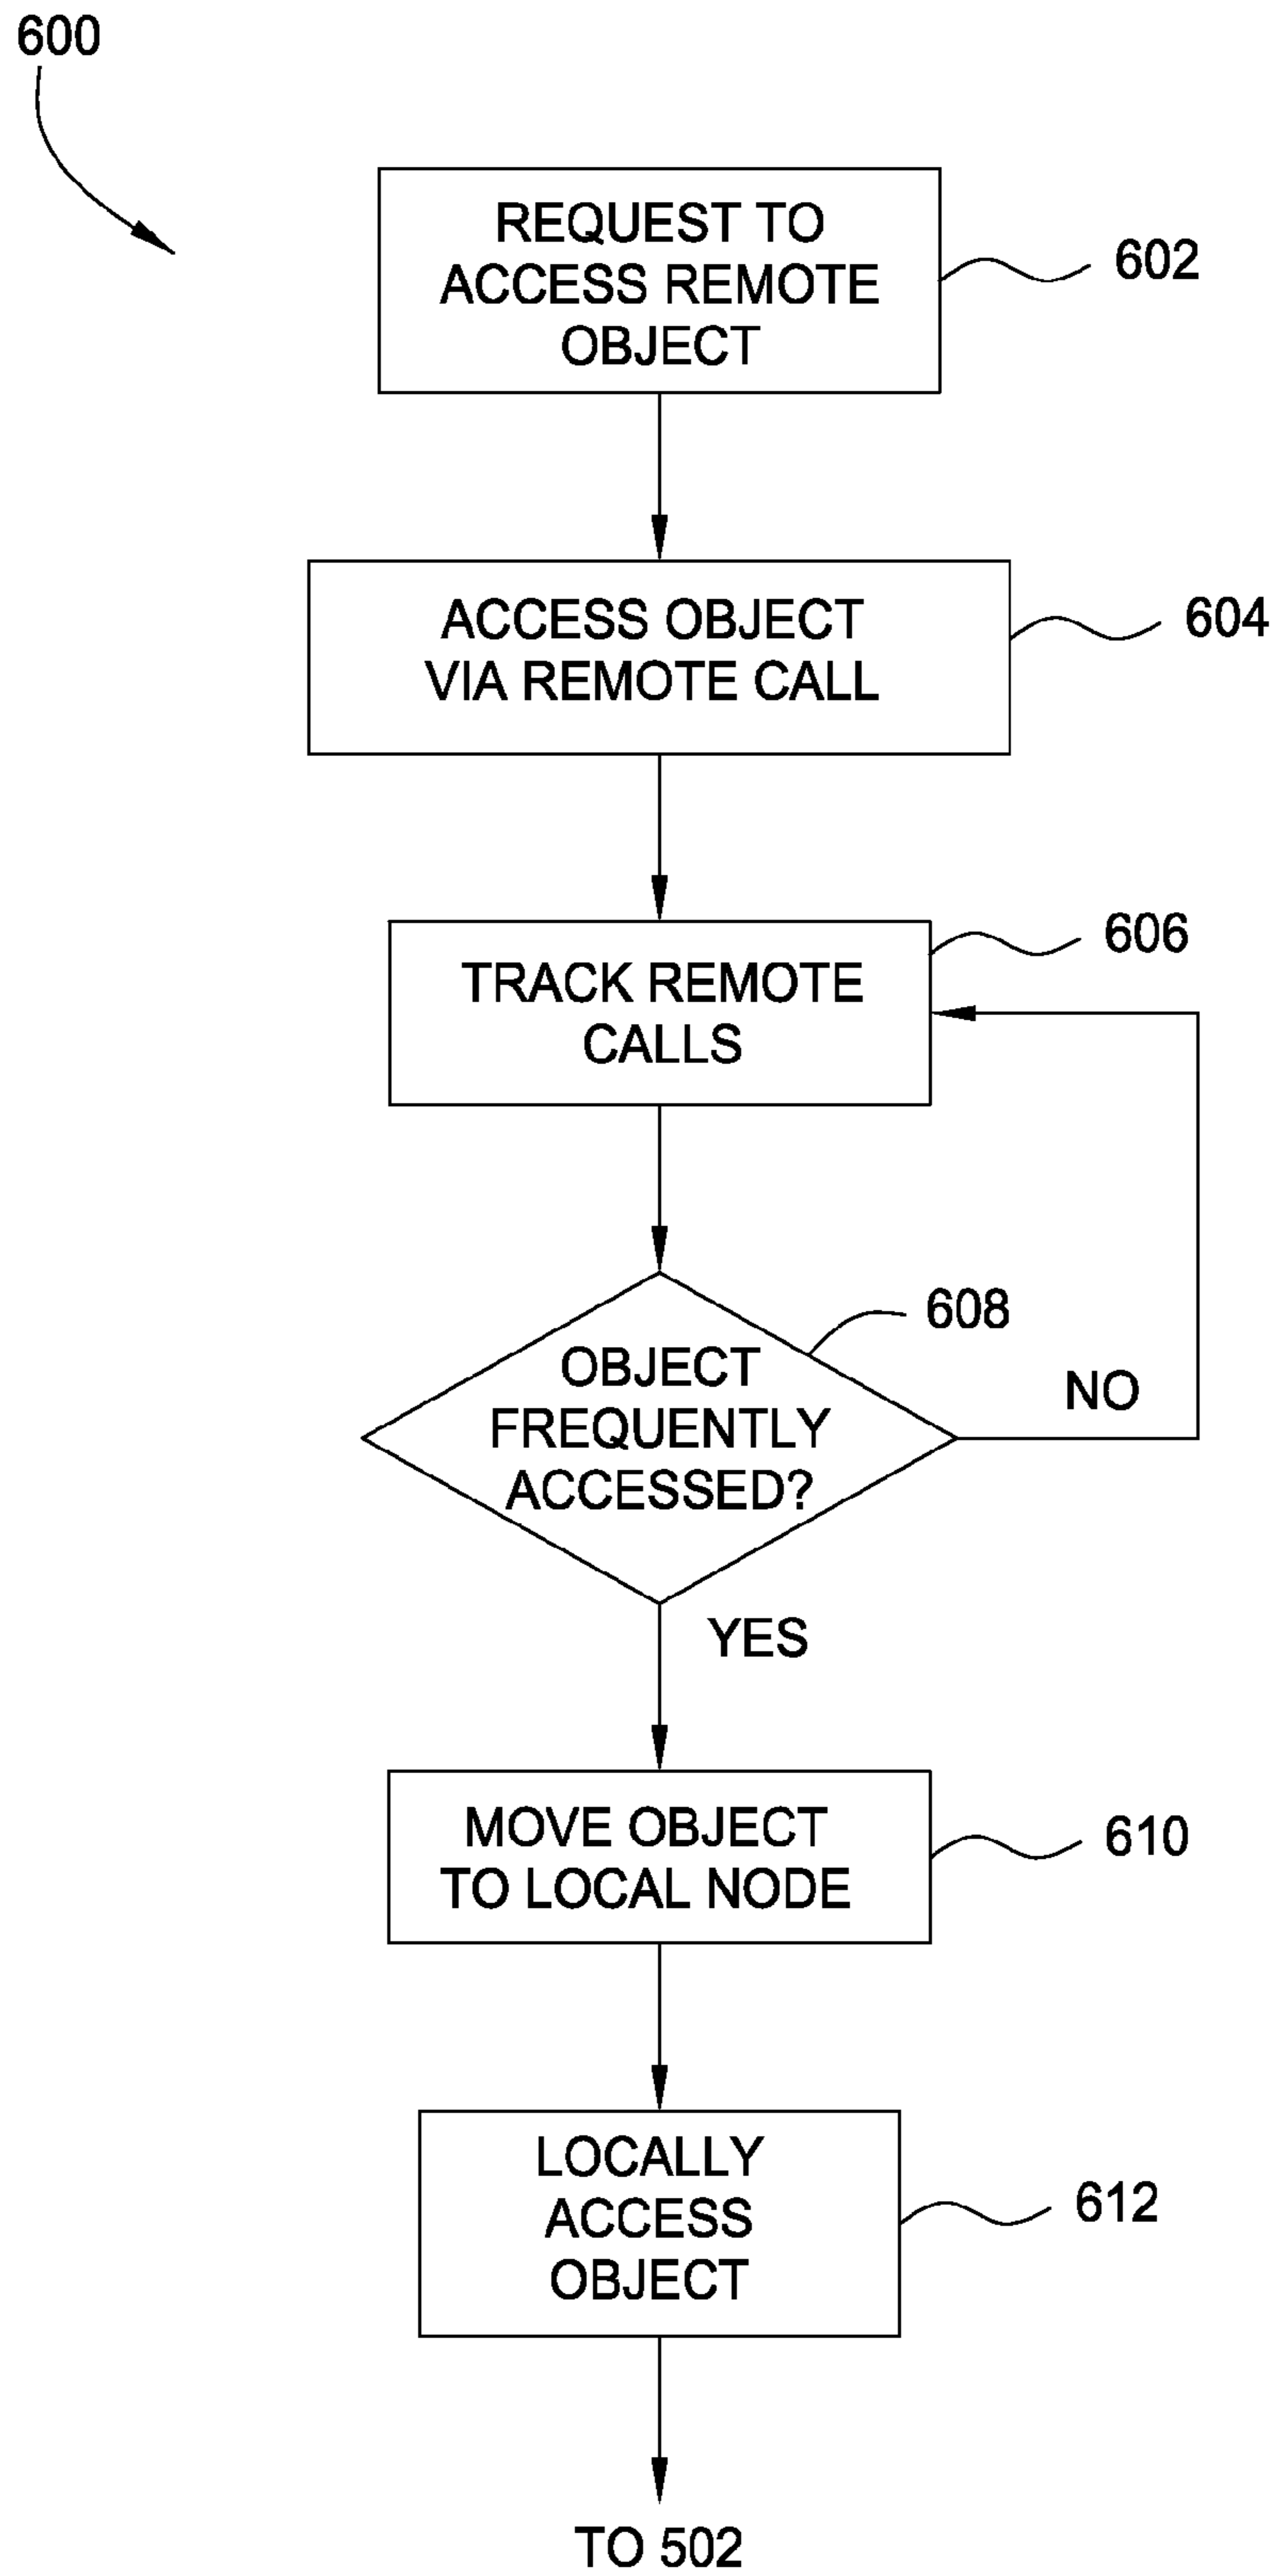 600
REQUEST TO
ACCESS REMOTE
OBJECT
602
ACCESS OBJECT
VIA REMOTE CALL
604
TRACK REMOTE
CALLS
606
OBJECT
FREQUENTLY
ACCESSED?
608
NO
YES
MOVE OBJECT
TO LOCAL NODE
610
LOCALLY
ACCESS
OBJECT
612
TO 502